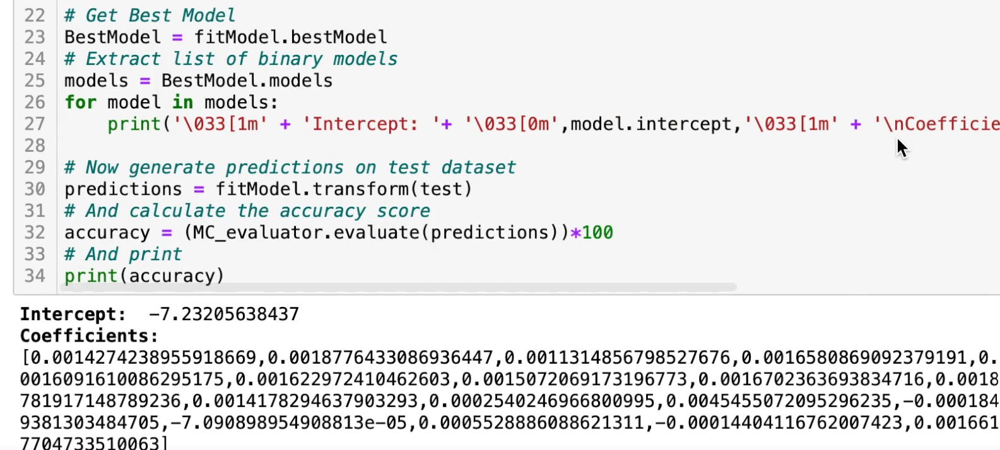 22 # Get Best Model
23 BestModel = fitModel.bestModel
24 # Extract list of binary models
25 models = BestModel.models
26 for model in models:
27     print('\033[1m' + 'Intercept: '+ '\033[0m',model.intercept,'\033[1m' + '\nCoefficie
28
29 # Now generate predictions on test dataset
30 predictions = fitModel.transform(test)
31 # And calculate the accuracy score
32 accuracy = (MC_evaluator.evaluate(predictions))*100
33 # And print
34 print(accuracy)
Intercept:  -7.23205638437
Coefficients:
[0.0014274238955918669,0.0018776433086936447,0.0011314856798527676,0.0016580869092379191,0.
0016091610086295175,0.001622972410462603,0.0015072069173196773,0.0016702363693834716,0.0018
781917148789236,0.0014178294637903293,0.0002540246966800995,0.0045455072095296235,-0.000184
9381303484705,-7.090898954908813e-05,0.0005528886088621311,-0.00014404116762007423,0.001661
7704733510063]